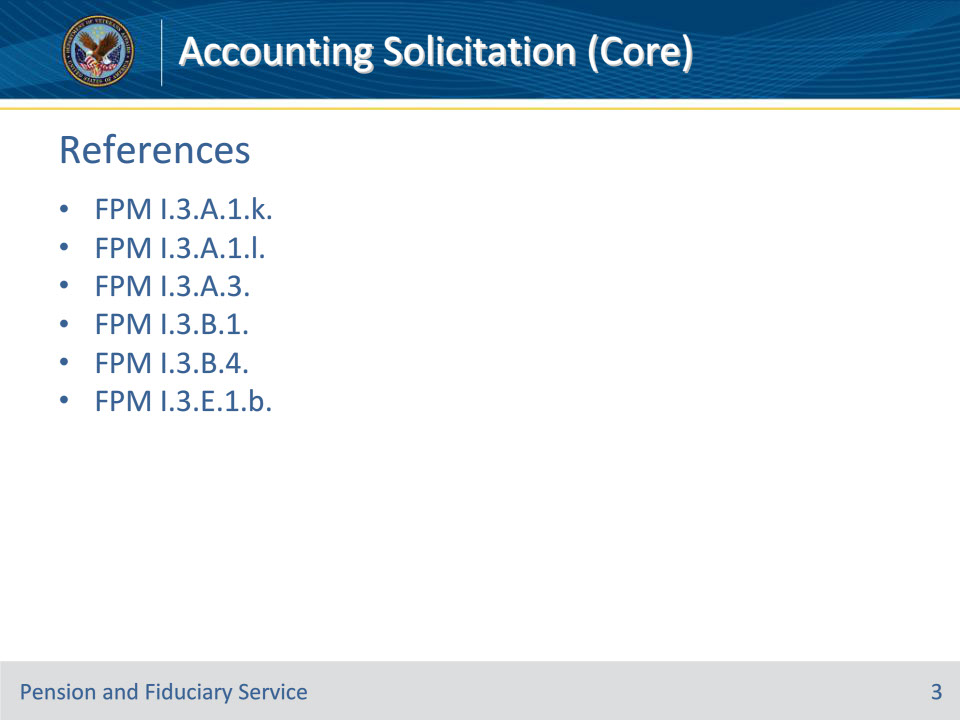 Accounting Solicitation (Core)
References
• FPM I.3.A.1.k.
• FPM I.3.A.1.l.
• FPM I.3.A.3.
• FPM I.3.B.1.
• FPM I.3.B.4.
• FPM I.3.E.1.b.
Pension and Fiduciary Service
3